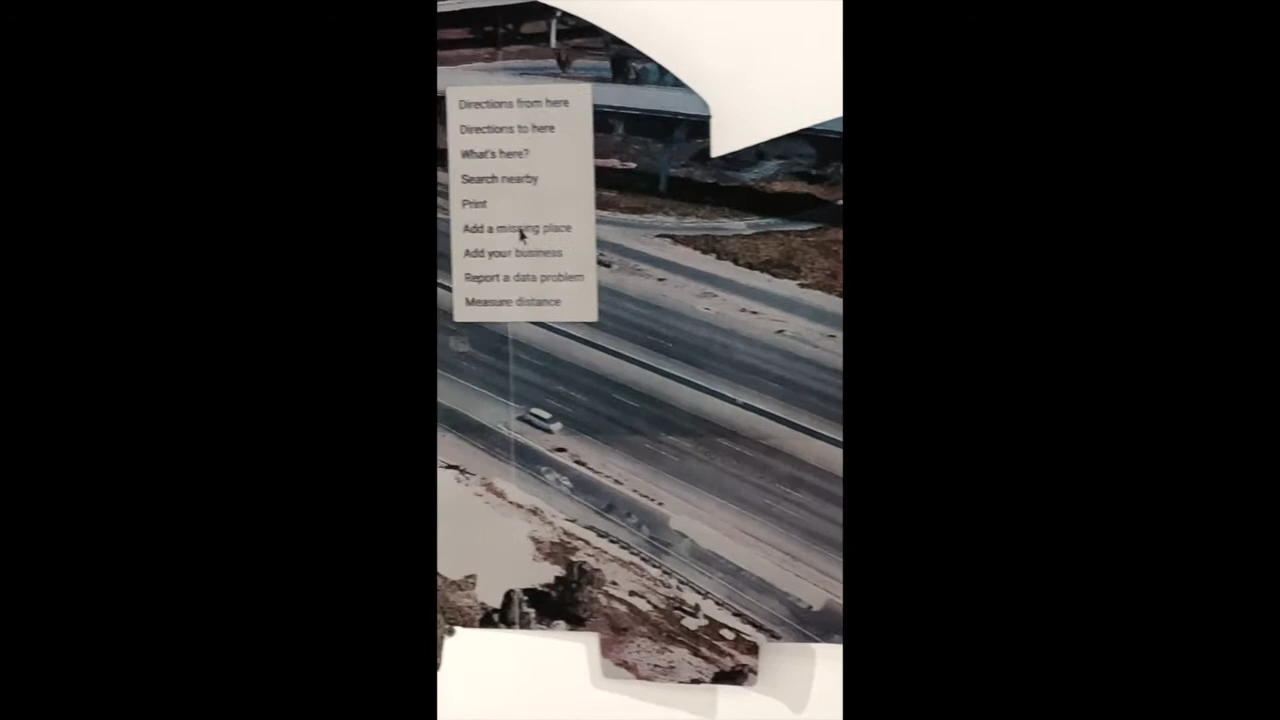 Directions from here
Directions to here
What's here?
Search nearby
Print
Add a missing place
Add your business
Report a data problem
Measure distance